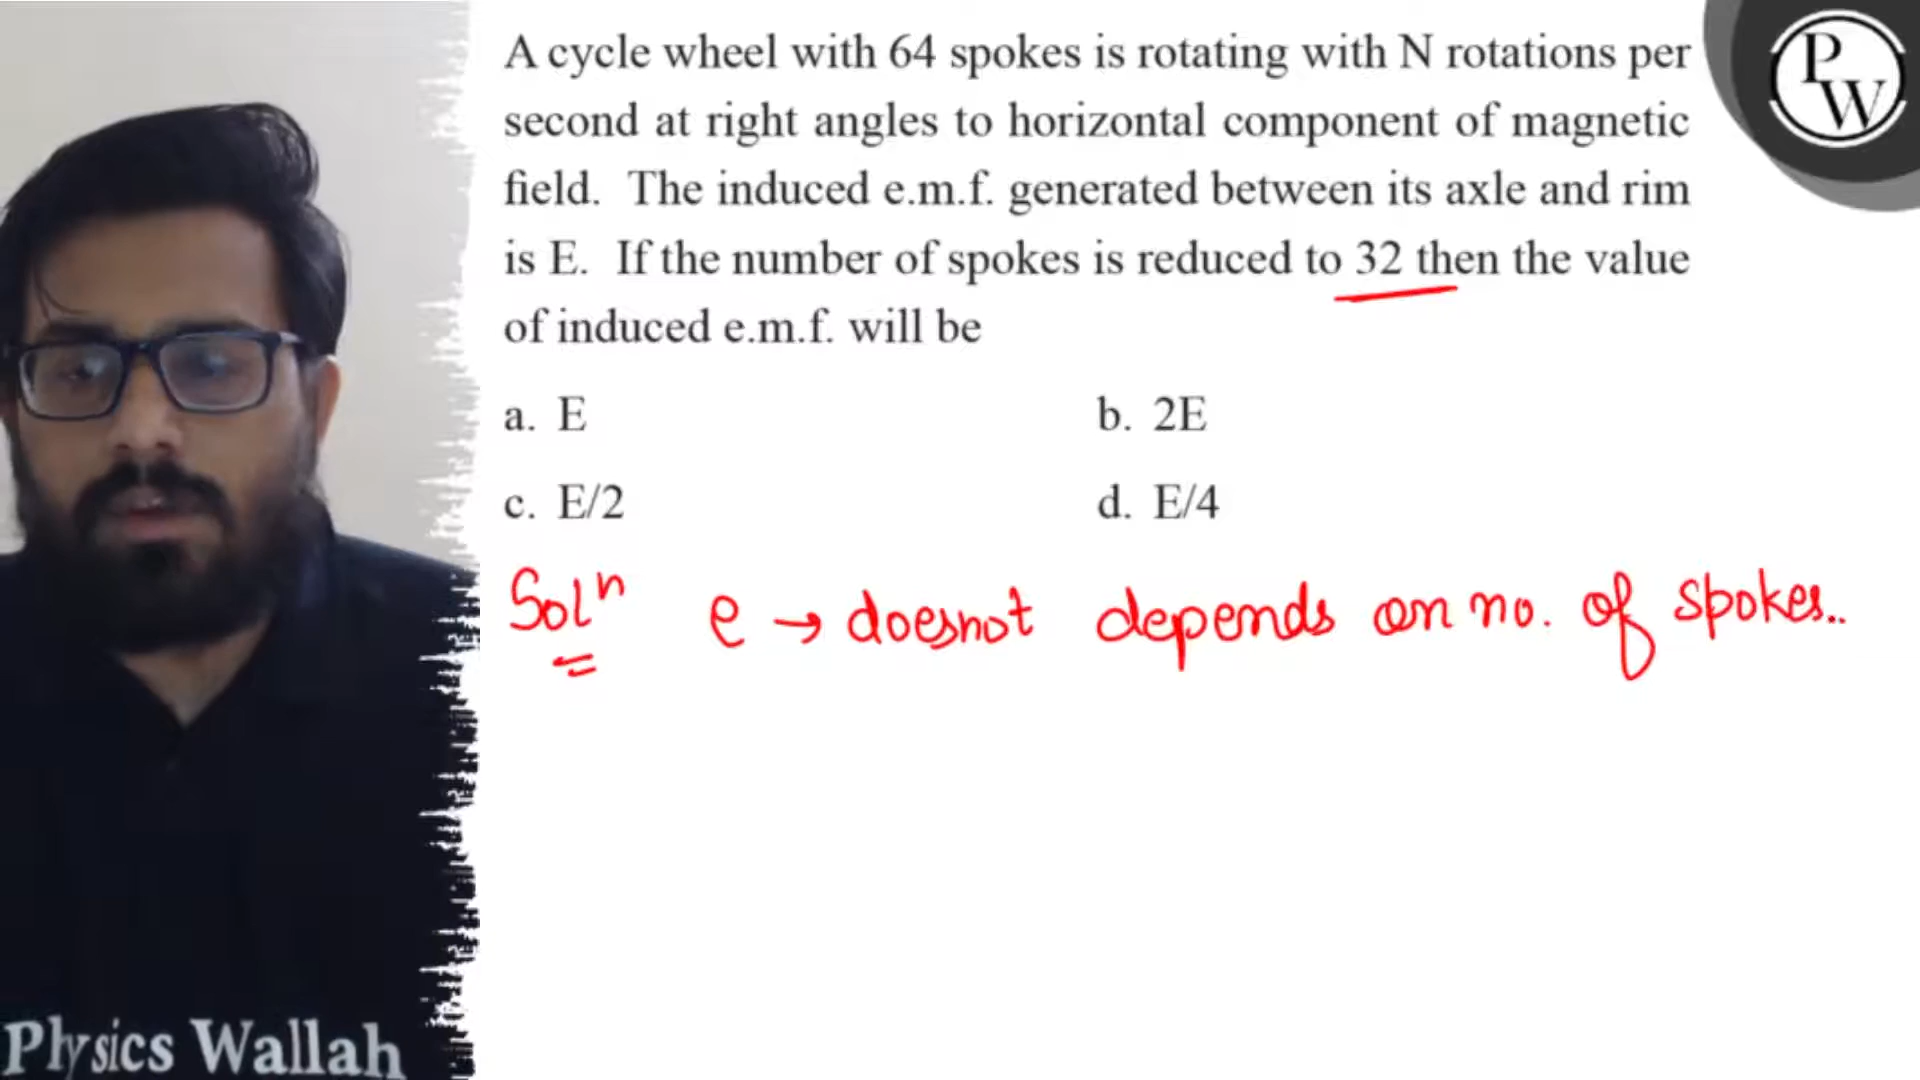 A cycle wheel with 64 spokes is rotating with N rotations per
second at right angles to horizontal component of magnetic
field. The induced e.m.f. generated between its axle and rim
is E. If the number of spokes is reduced to 32 then the value
of induced e.m.f. will be
a. E b. 2E
c. E/2 d. E/4
Solⁿ e → doesnot depends on no. of spokes..
PW
Physics Wallah